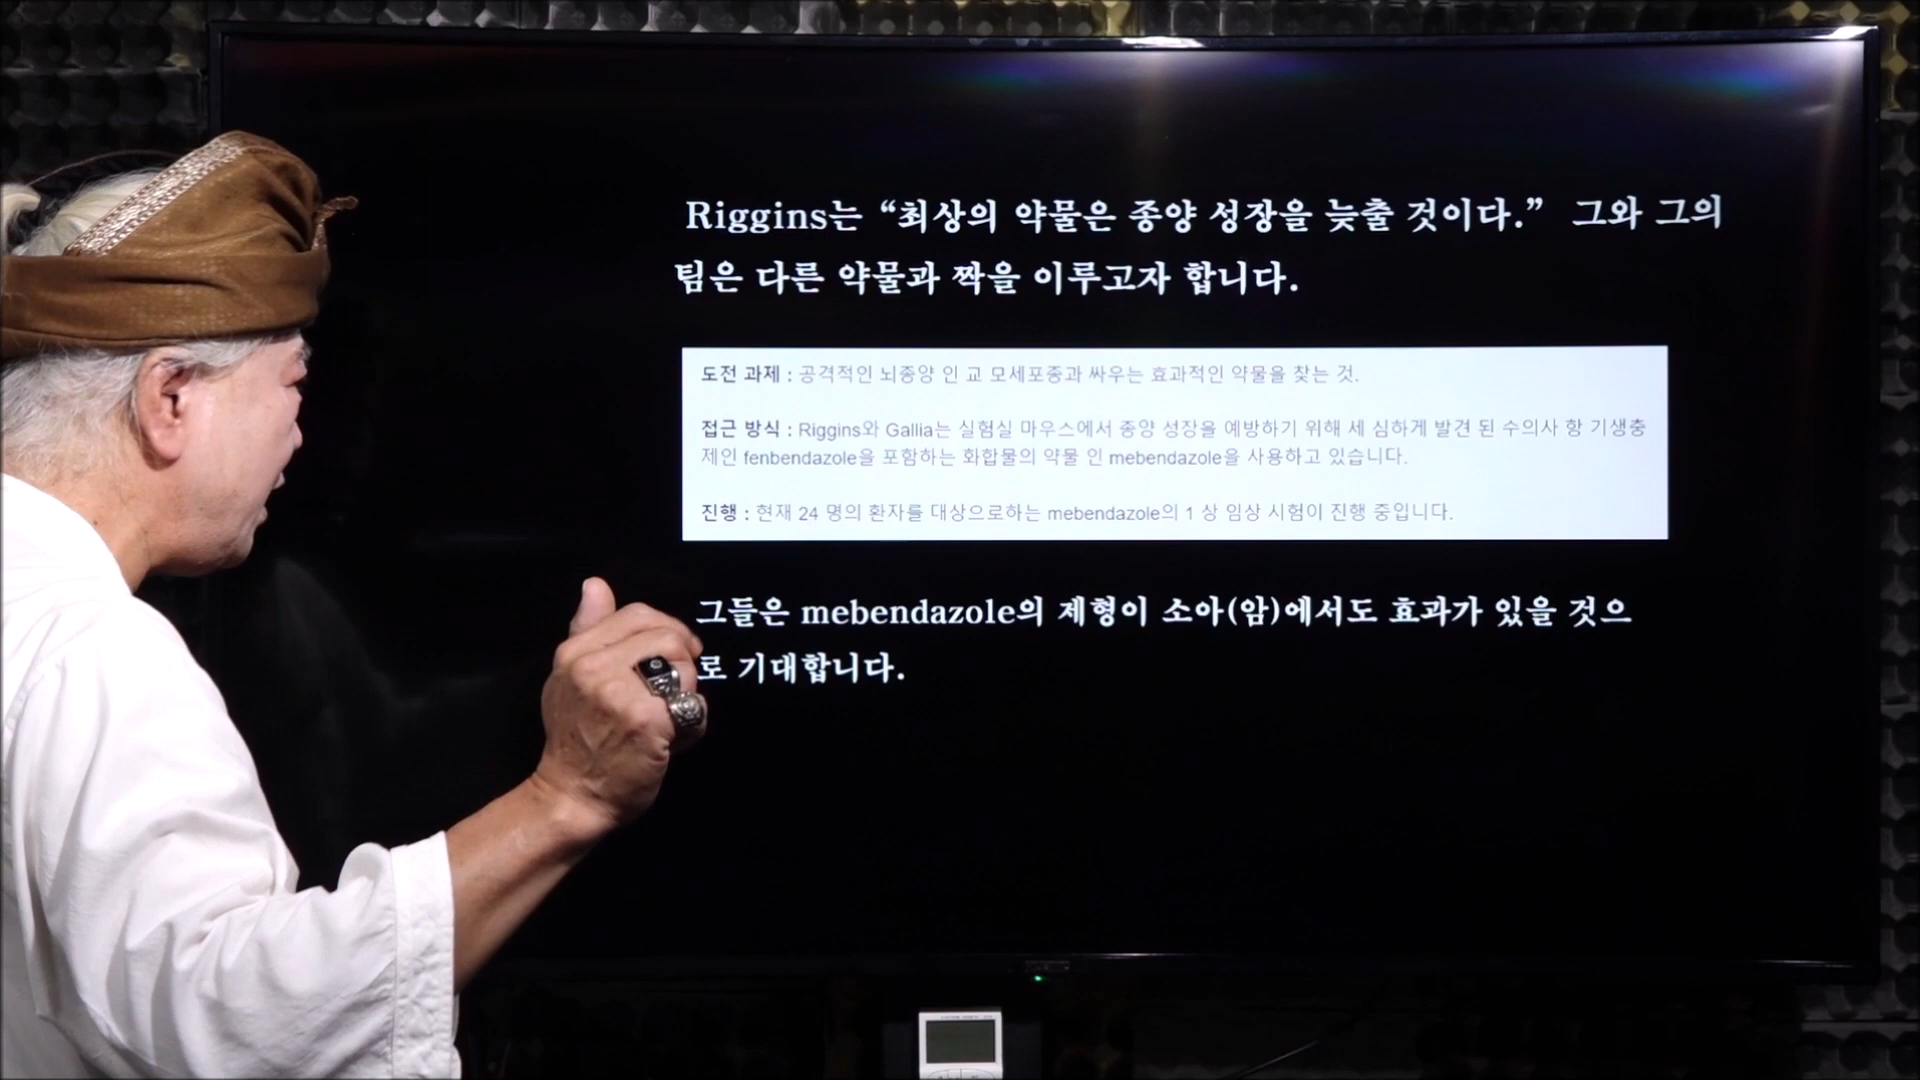 Riggins는 “최상의 약물은 종양 성장을 늦출 것이다.” 그와 그의
팀은 다른 약물과 짝을 이루고자 합니다.
도전 과제 : 공격적인 뇌종양 인 교 모세포종과 싸우는 효과적인 약물을 찾는 것.
접근 방식 : Riggins와 Gallia는 실험실 마우스에서 종양 성장을 예방하기 위해 세 심하게 발견 된 수의사 항 기생충
제인 fenbendazole을 포함하는 화합물의 약물 인 mebendazole을 사용하고 있습니다.
진행 : 현재 24 명의 환자를 대상으로하는 mebendazole의 1 상 임상 시험이 진행 중입니다.
그들은 mebendazole의 제형이 소아(암)에서도 효과가 있을 것으
로 기대합니다.